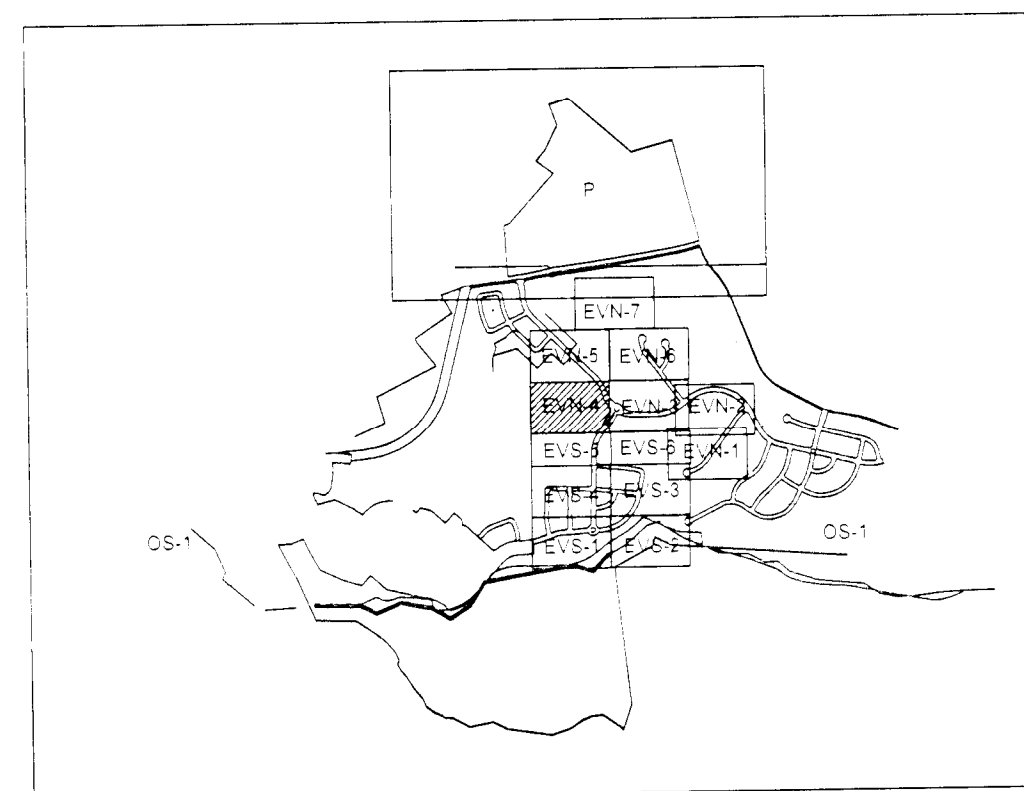 P
EVN-7
EVN-5 EVN-6
EVN-4 EVN-3 EVN-2
EVS-5 EVS-6 EVN-1
EVS-4 EVS-3
OS-1 EVS-1 EVS-2 OS-1